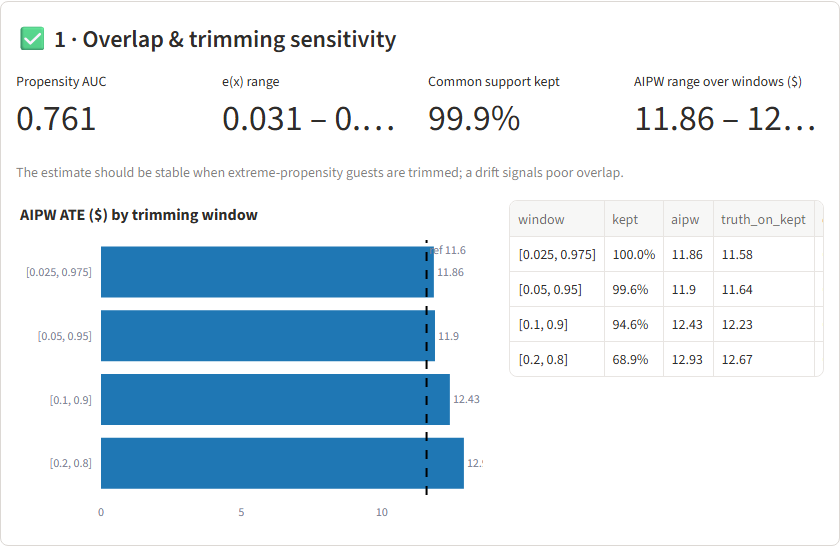 ✅ 1 · Overlap & trimming sensitivity
Propensity AUC
0.761
e(x) range
0.031 – 0.…
Common support kept
99.9%
AIPW range over windows ($)
11.86 – 12…
The estimate should be stable when extreme-propensity guests are trimmed; a drift signals poor overlap.
AIPW ATE ($) by trimming window
ef 11.6
[0.025, 0.975] 11.86
[0.05, 0.95] 11.9
[0.1, 0.9] 12.43
[0.2, 0.8] 12.
0 5 10
window kept aipw truth_on_kept
[0.025, 0.975] 100.0% 11.86 11.58
[0.05, 0.95] 99.6% 11.9 11.64
[0.1, 0.9] 94.6% 12.43 12.23
[0.2, 0.8] 68.9% 12.93 12.67